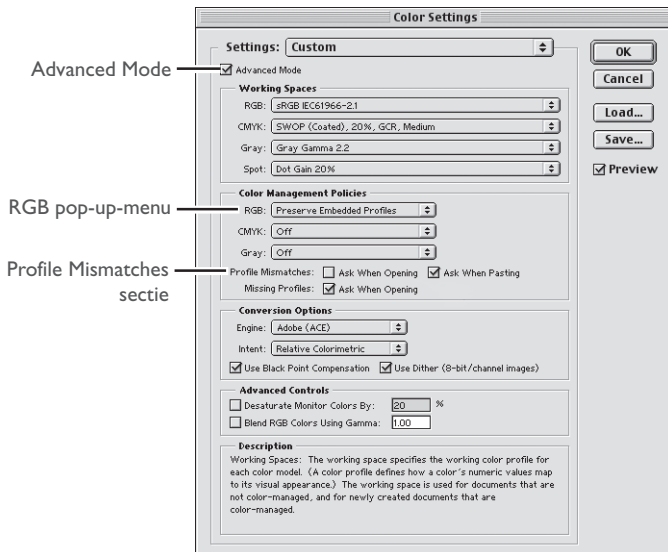 Color Settings
Settings: Custom
OK
Advanced Mode
Advanced Mode
Cancel
Working Spaces
RGB: sRGB IEC61966-2.1
Load...
CMYK: SWOP (Coated), 20%, GCR, Medium
Save...
Gray: Gray Gamma 2.2
Spot: Dot Gain 20%
Preview
Color Management Policies
RGB pop-up-menu
RGB: Preserve Embedded Profiles
CMYK: Off
Gray: Off
Profile Mismatches
sectie
Profile Mismatches: Ask When Opening Ask When Pasting
Missing Profiles: Ask When Opening
Conversion Options
Engine: Adobe (ACE)
Intent: Relative Colorimetric
Use Black Point Compensation Use Dither (8-bit/channel images)
Advanced Controls
Desaturate Monitor Colors By: 20 %
Blend RGB Colors Using Gamma: 1.00
Description
Working Spaces: The working space specifies the working color profile for
each color model. (A color profile defines how a color's numeric values map
to its visual appearance.) The working space is used for documents that are
not color-managed, and for newly created documents that are
color-managed.